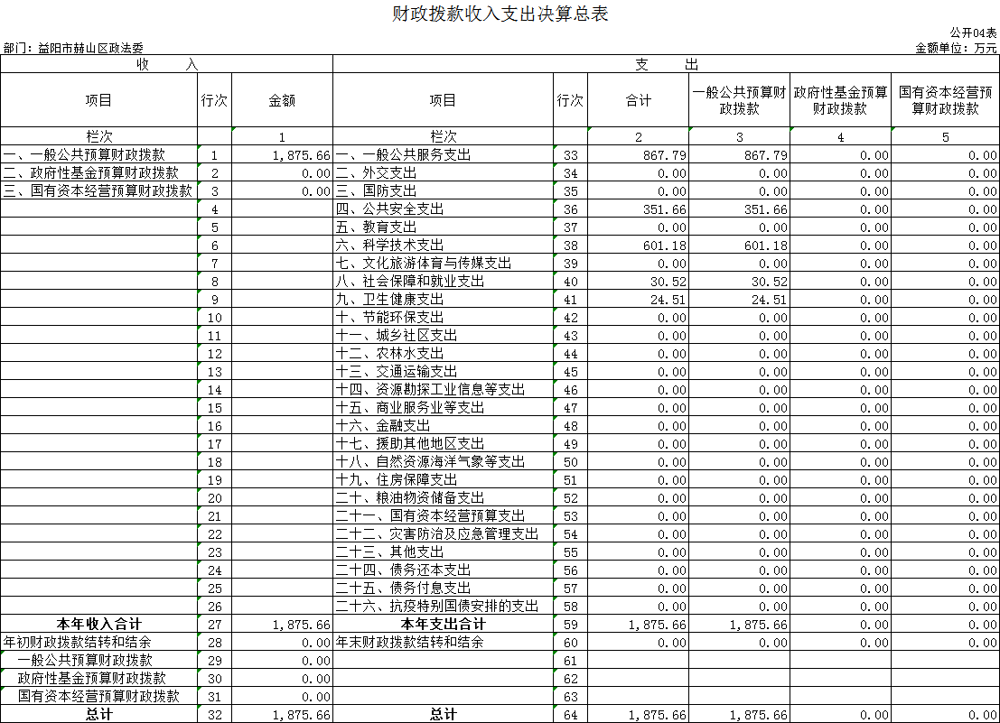 财政拨款收入支出决算总表
公开04表
部门：益阳市赫山区政法委 金额单位：万元
收 入 支 出
项目 行次 金额 项目 行次 合计 一般公共预算财政拨款 政府性基金预算财政拨款 国有资本经营预算财政拨款
栏次 1 栏次 2 3 4 5
一、一般公共预算财政拨款 1 1,875.66 一、一般公共服务支出 33 867.79 867.79 0.00 0.00
二、政府性基金预算财政拨款 2 0.00 二、外交支出 34 0.00 0.00 0.00 0.00
三、国有资本经营预算财政拨款 3 0.00 三、国防支出 35 0.00 0.00 0.00 0.00
4 四、公共安全支出 36 351.66 351.66 0.00 0.00
5 五、教育支出 37 0.00 0.00 0.00 0.00
6 六、科学技术支出 38 601.18 601.18 0.00 0.00
7 七、文化旅游体育与传媒支出 39 0.00 0.00 0.00 0.00
8 八、社会保障和就业支出 40 30.52 30.52 0.00 0.00
9 九、卫生健康支出 41 24.51 24.51 0.00 0.00
10 十、节能环保支出 42 0.00 0.00 0.00 0.00
11 十一、城乡社区支出 43 0.00 0.00 0.00 0.00
12 十二、农林水支出 44 0.00 0.00 0.00 0.00
13 十三、交通运输支出 45 0.00 0.00 0.00 0.00
14 十四、资源勘探工业信息等支出 46 0.00 0.00 0.00 0.00
15 十五、商业服务业等支出 47 0.00 0.00 0.00 0.00
16 十六、金融支出 48 0.00 0.00 0.00 0.00
17 十七、援助其他地区支出 49 0.00 0.00 0.00 0.00
18 十八、自然资源海洋气象等支出 50 0.00 0.00 0.00 0.00
19 十九、住房保障支出 51 0.00 0.00 0.00 0.00
20 二十、粮油物资储备支出 52 0.00 0.00 0.00 0.00
21 二十一、国有资本经营预算支出 53 0.00 0.00 0.00 0.00
22 二十二、灾害防治及应急管理支出 54 0.00 0.00 0.00 0.00
23 二十三、其他支出 55 0.00 0.00 0.00 0.00
24 二十四、债务还本支出 56 0.00 0.00 0.00 0.00
25 二十五、债务付息支出 57 0.00 0.00 0.00 0.00
26 二十六、抗疫特别国债安排的支出 58 0.00 0.00 0.00 0.00
本年收入合计 27 1,875.66 本年支出合计 59 1,875.66 1,875.66 0.00 0.00
年初财政拨款结转和结余 28 0.00 年末财政拨款结转和结余 60 0.00 0.00 0.00 0.00
一般公共预算财政拨款 29 0.00 61
政府性基金预算财政拨款 30 0.00 62
国有资本经营预算财政拨款 31 0.00 63
总计 32 1,875.66 总计 64 1,875.66 1,875.66 0.00 0.00